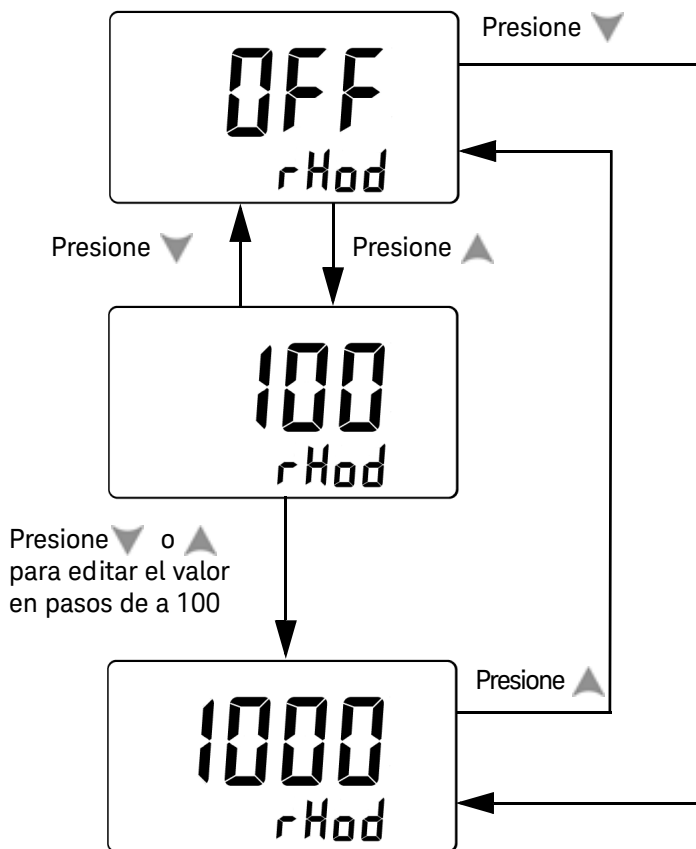 Presione
OFF
rHod
Presione
Presione
100
rHod
Presione o
para editar el valor
en pasos de a 100
Presione
1000
rHod